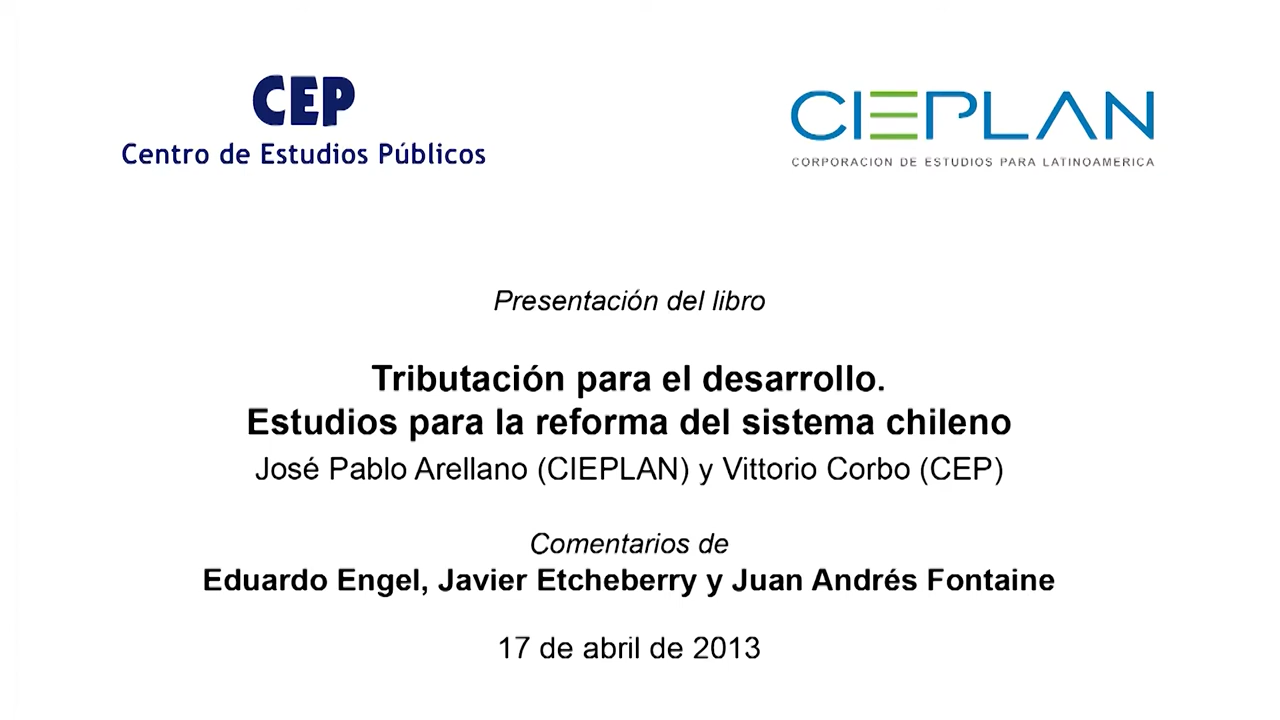 CEP
Centro de Estudios Públicos
CIEPLAN
CORPORACION DE ESTUDIOS PARA LATINOAMERICA
Presentación del libro
Tributación para el desarrollo.
Estudios para la reforma del sistema chileno
José Pablo Arellano (CIEPLAN) y Vittorio Corbo (CEP)
Comentarios de
Eduardo Engel, Javier Etcheberry y Juan Andrés Fontaine
17 de abril de 2013